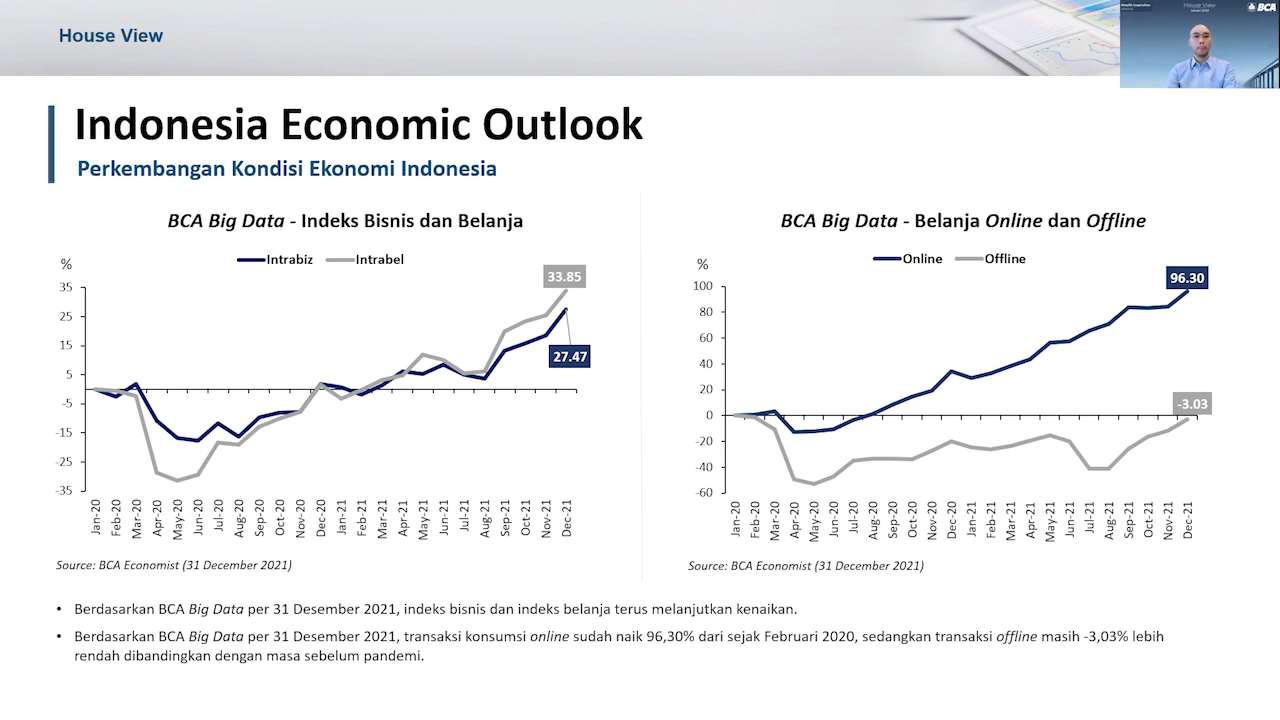 House View
House View
BCA
Indonesia Economic Outlook
Perkembangan Kondisi Ekonomi Indonesia
BCA Big Data - Indeks Bisnis dan Belanja
Intrabiz Intrabel
%
33.85
27.47
35
25
15
5
-5
-15
-25
-35
Jan-20 Feb-20 Mar-20 Apr-20 May-20 Jun-20 Jul-20 Aug-20 Sep-20 Oct-20 Nov-20 Dec-20 Jan-21 Feb-21 Mar-21 Apr-21 May-21 Jun-21 Jul-21 Aug-21 Sep-21 Oct-21 Nov-21 Dec-21
Source: BCA Economist (31 December 2021)
BCA Big Data - Belanja Online dan Offline
Online Offline
%
96.30
-3.03
100
80
60
40
20
0
-20
-40
-60
Jan-20 Feb-20 Mar-20 Apr-20 May-20 Jun-20 Jul-20 Aug-20 Sep-20 Oct-20 Nov-20 Dec-20 Jan-21 Feb-21 Mar-21 Apr-21 May-21 Jun-21 Jul-21 Aug-21 Sep-21 Oct-21 Nov-21 Dec-21
Source: BCA Economist (31 December 2021)
• Berdasarkan BCA Big Data per 31 Desember 2021, indeks bisnis dan indeks belanja terus melanjutkan kenaikan.
• Berdasarkan BCA Big Data per 31 Desember 2021, transaksi konsumsi online sudah naik 96,30% dari sejak Februari 2020, sedangkan transaksi offline masih -3,03% lebih
rendah dibandingkan dengan masa sebelum pandemi.